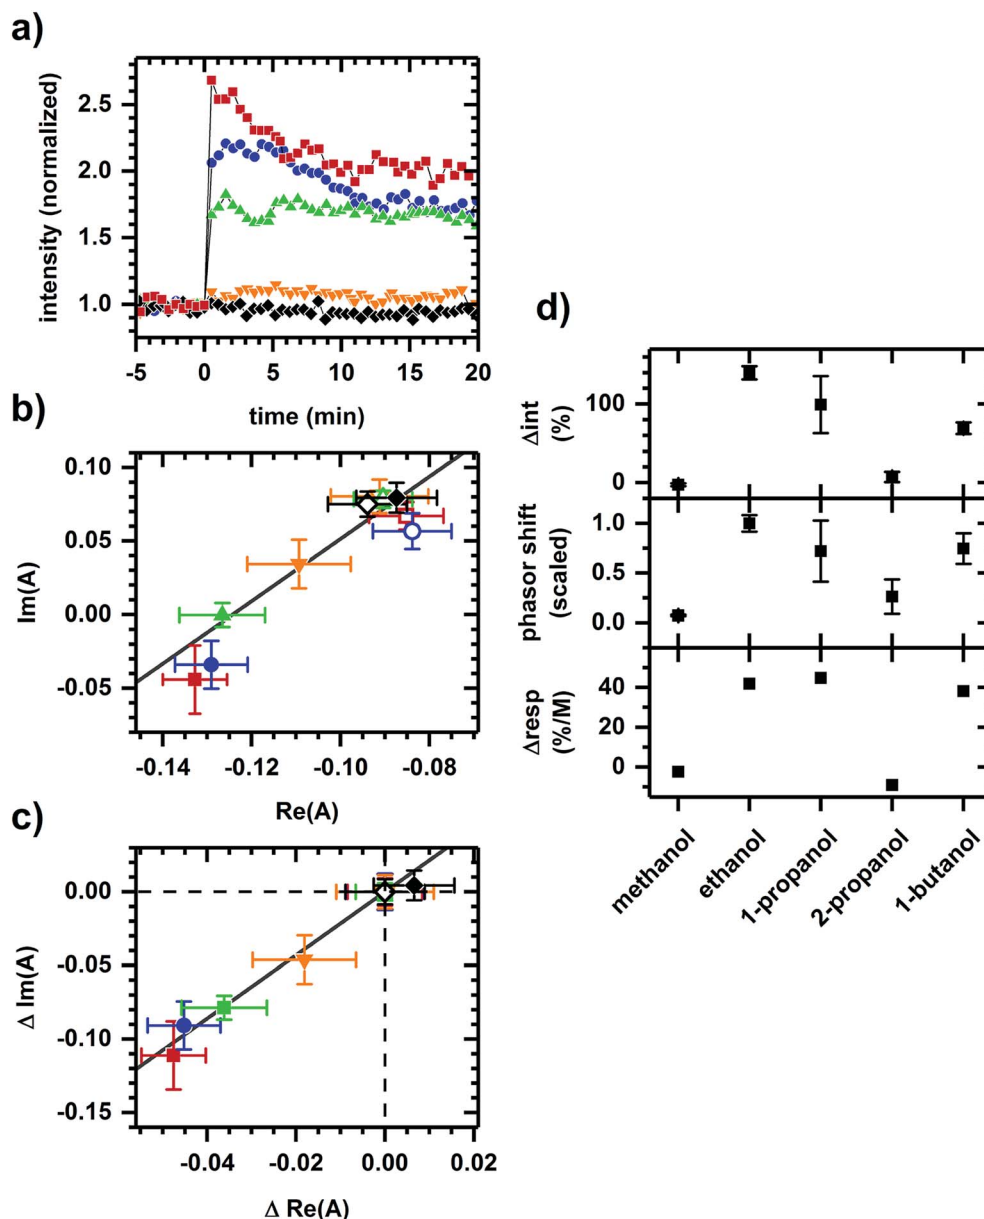 a)
intensity (normalized)
2.5
2.0
1.5
1.0
-5 0 5 10 15 20
time (min)
b)
Im(A)
0.10
0.05
0.00
-0.05
-0.14 -0.12 -0.10 -0.08
Re(A)
c)
Δ Im(A)
0.00
-0.05
-0.10
-0.15
-0.04 -0.02 0.00 0.02
Δ Re(A)
d)
Δint
(%)
100
0
phasor shift
(scaled)
1.0
0.5
0.0
Δresp
(%/M)
40
20
0
methanol
ethanol
1-propanol
2-propanol
1-butanol